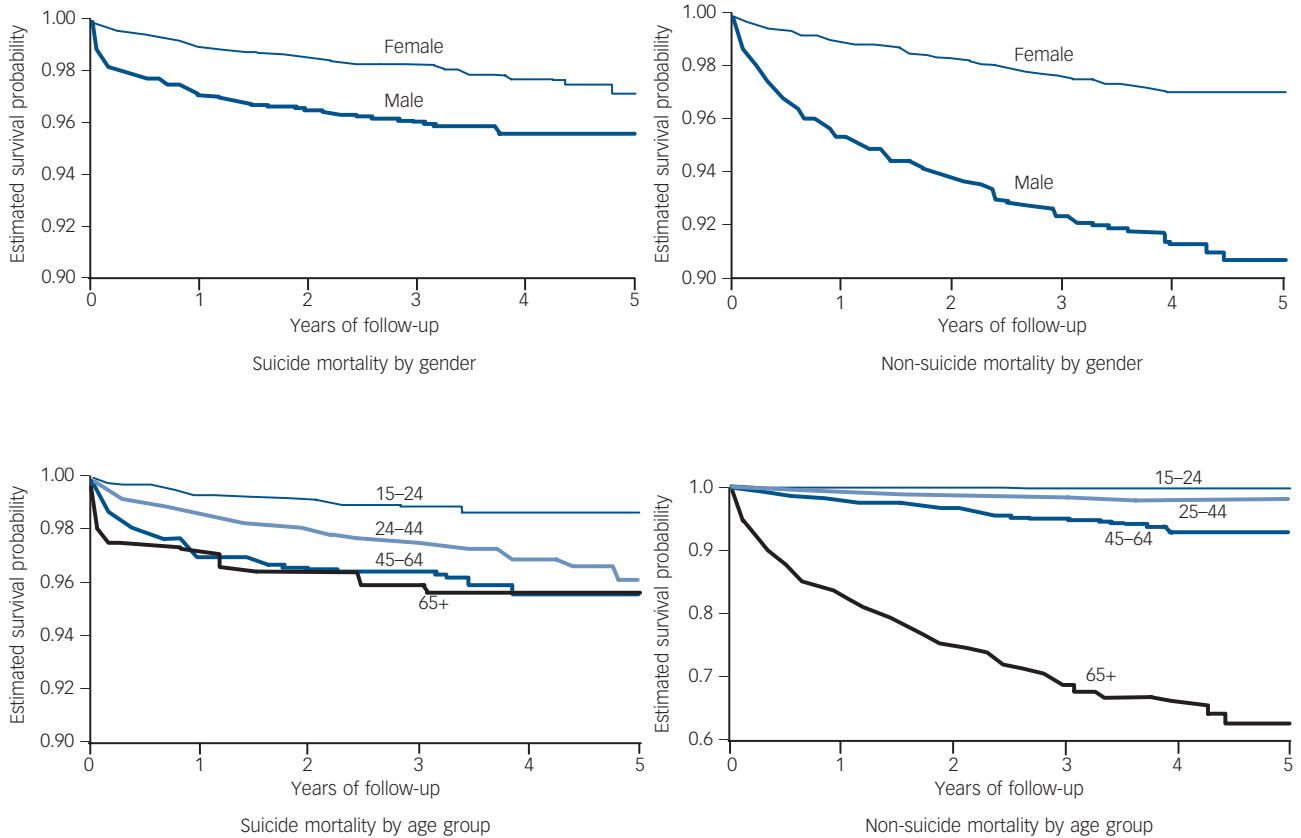 Estimated survival probability
1.00
0.98
0.96
0.94
0.92
0.90
Female
Male
0 1 2 3 4 5
Years of follow-up
Suicide mortality by gender
Estimated survival probability
1.00
0.98
0.96
0.94
0.92
0.90
Female
Male
0 1 2 3 4 5
Years of follow-up
Non-suicide mortality by gender
Estimated survival probability
1.00
0.98
0.96
0.94
0.92
0.90
15–24
24–44
45–64
65+
0 1 2 3 4 5
Years of follow-up
Suicide mortality by age group
Estimated survival probability
1.0
0.9
0.8
0.7
0.6
15–24
25–44
45–64
65+
0 1 2 3 4 5
Years of follow-up
Non-suicide mortality by age group